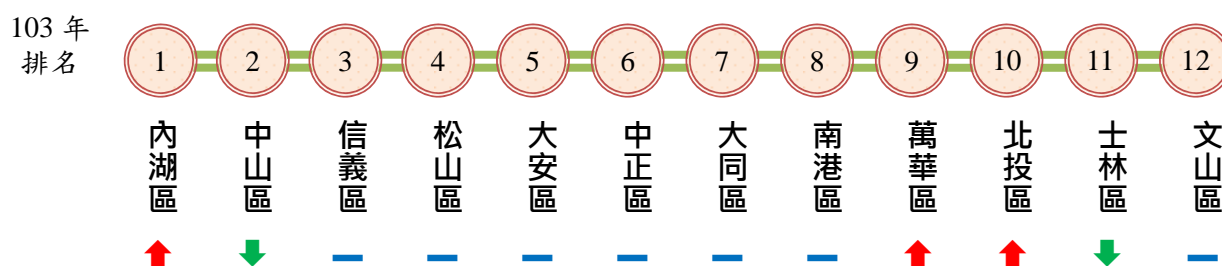 103 年
排名
1 2 3 4 5 6 7 8 9 10 11 12
內湖區
中山區
信義區
松山區
大安區
中正區
大同區
南港區
萬華區
北投區
士林區
文山區